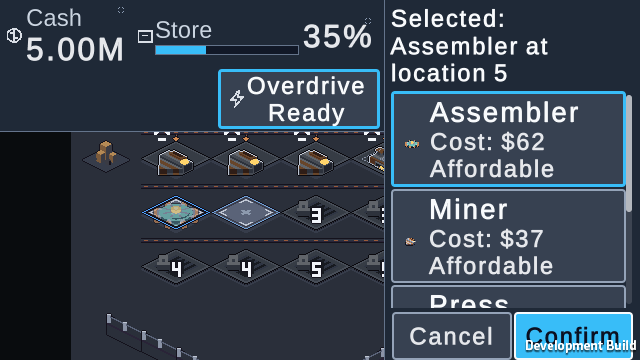 Cash
5.00M
Store
35%
Overdrive
Ready
Selected:
Assembler at
location 5
Assembler
Cost: $62
Affordable
Miner
Cost: $37
Affordable
Press
3
4
4
5
Cancel
Confirm
Development Build